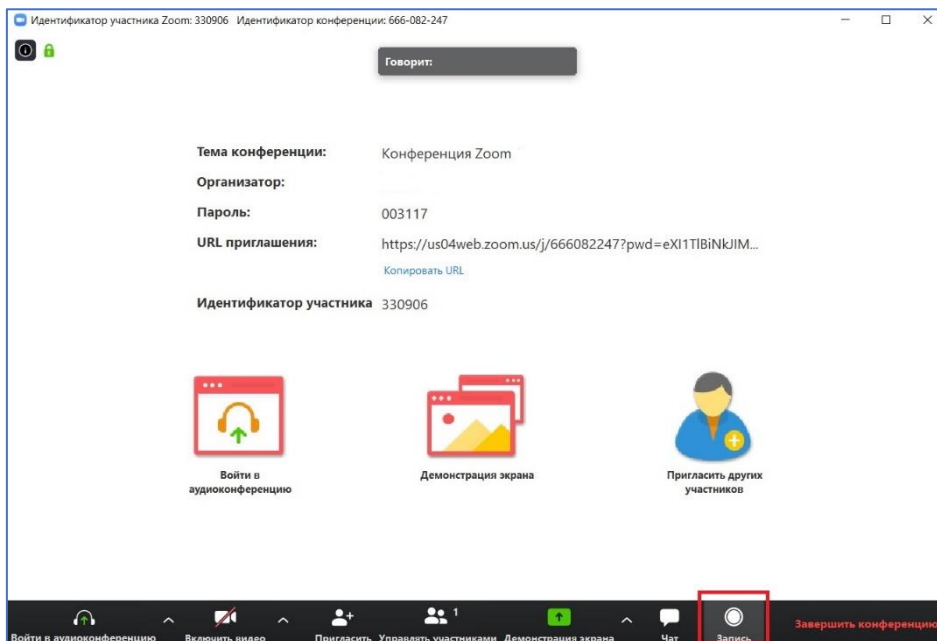 Идентификатор участника Zoom: 330906 Идентификатор конференции: 666-082-247
Говорит:
Тема конференции: Конференция Zoom
Организатор:
Пароль: 003117
URL приглашения: https://us04web.zoom.us/j/666082247?pwd=eXI1TlBiNkJIM...
Копировать URL
Идентификатор участника 330906
Войти в
аудиоконференцию
Демонстрация экрана
Пригласить других
участников
1
Войти в аудиоконференцию Включить видео Пригласить Управлять участниками Демонстрация экрана Чат Запись Завершить конференцию